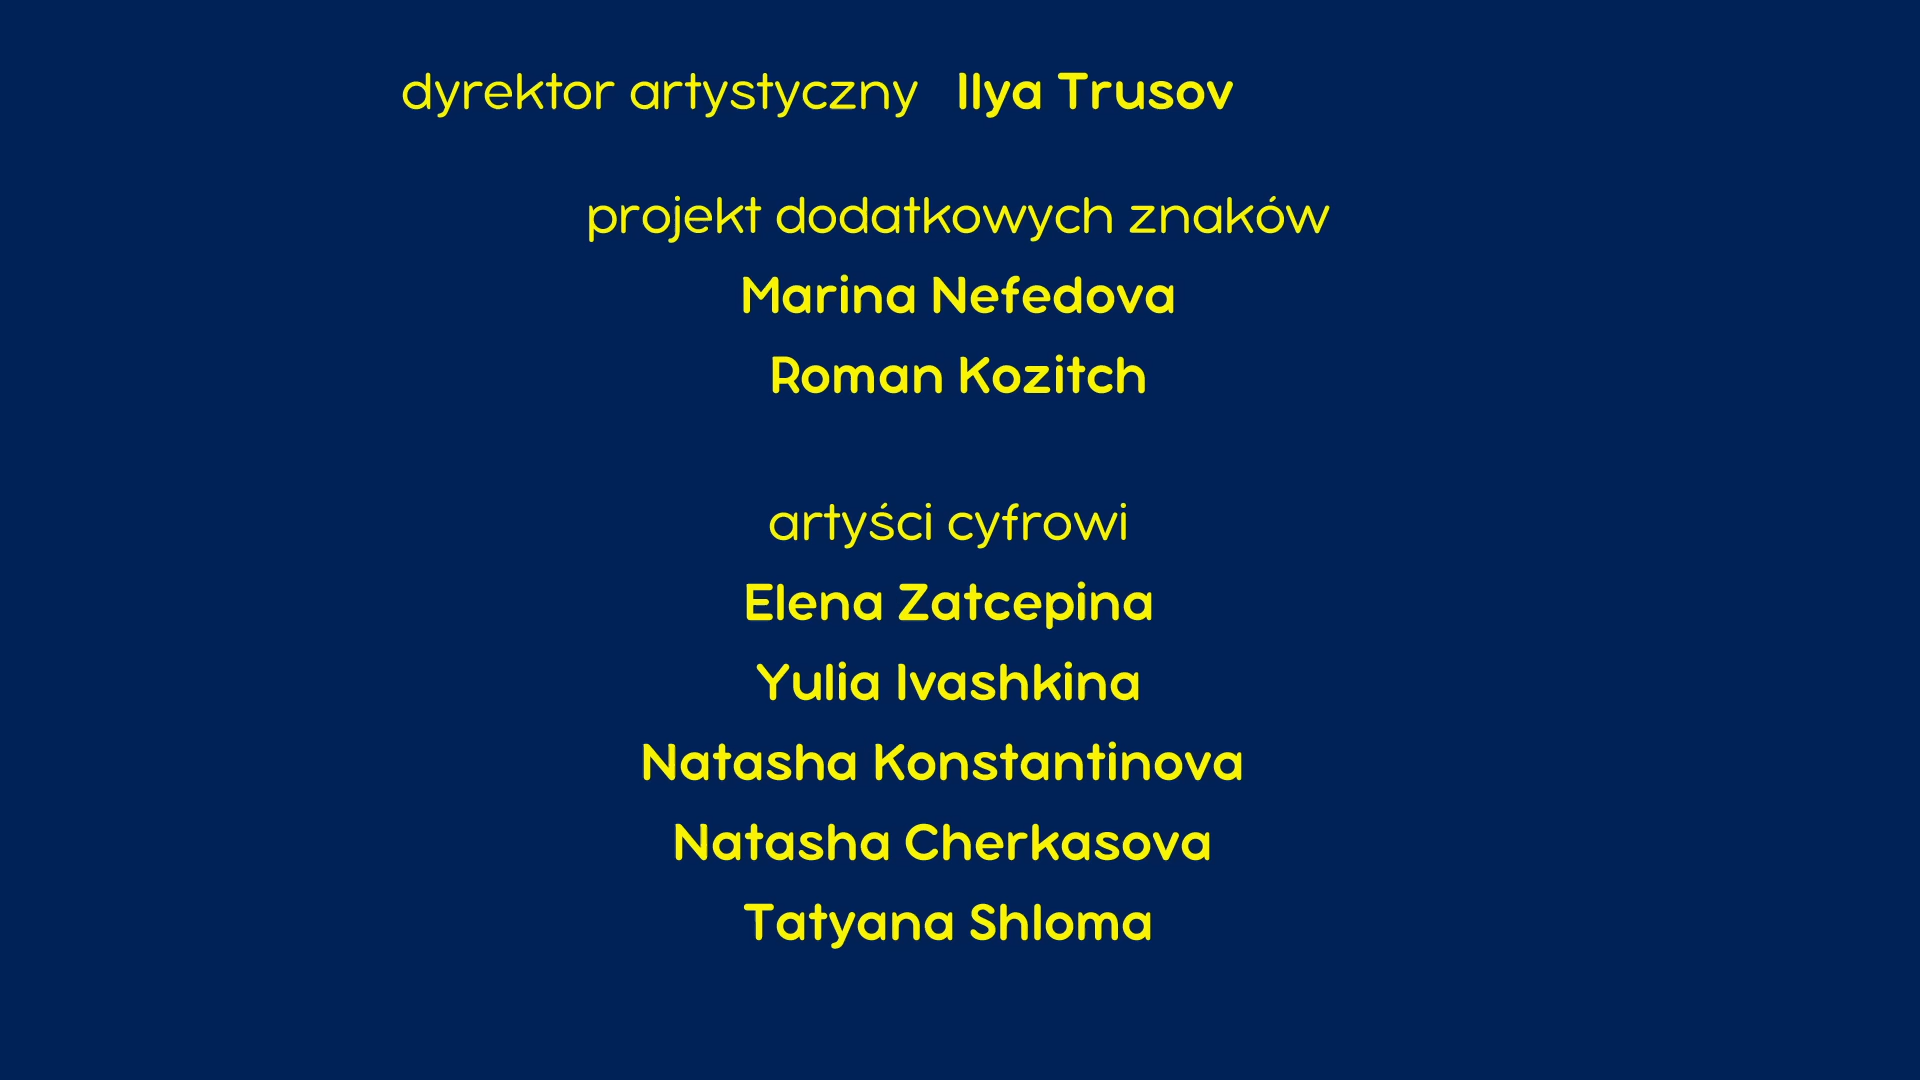 dyrektor artystyczny Ilya Trusov
projekt dodatkowych znaków
Marina Nefedova
Roman Kozitch
artyści cyfrowi
Elena Zatcepina
Yulia Ivashkina
Natasha Konstantinova
Natasha Cherkasova
Tatyana Shloma